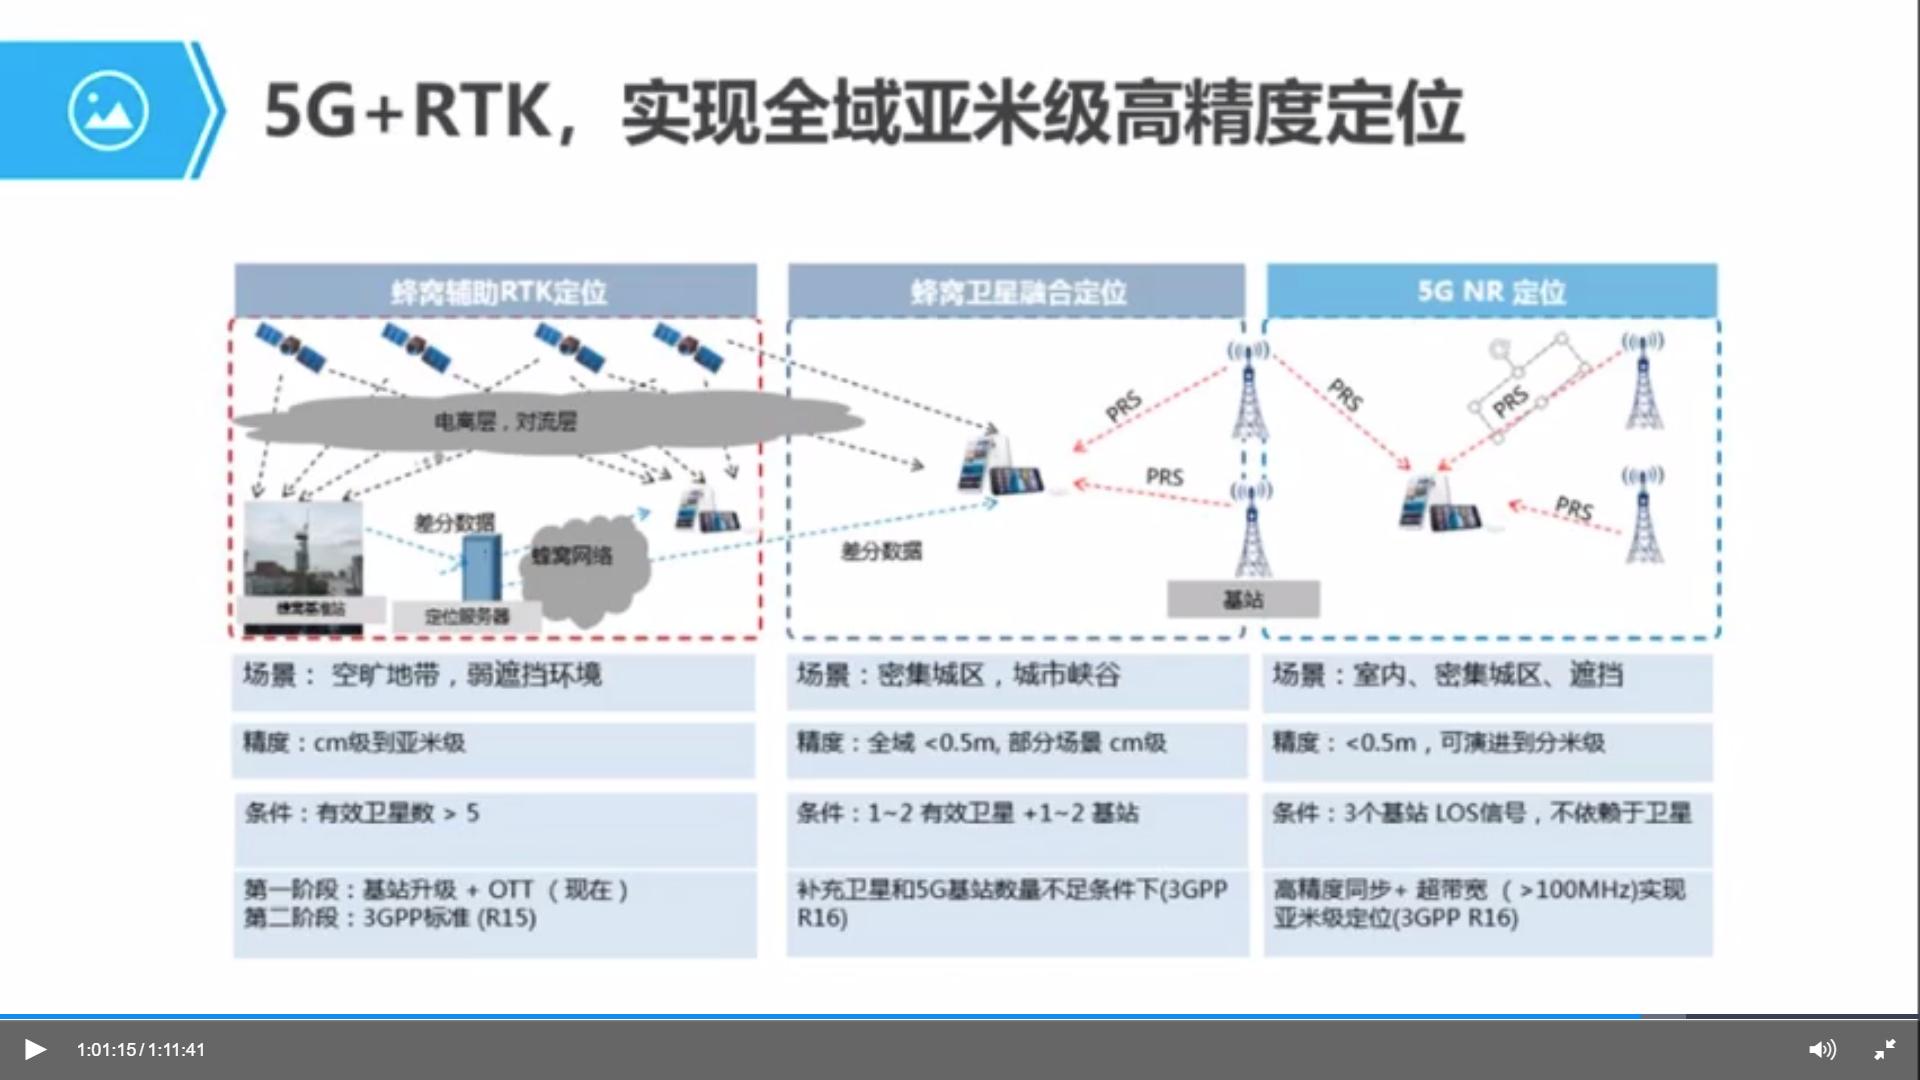 5G+RTK，实现全域亚米级高精度定位
蜂窝辅助RTK定位
蜂窝卫星融合定位
5G NR 定位
电离层，对流层
PRS
PRS
PRS
PRS
PRS
差分数据
蜂窝网络
差分数据
蜂窝基准站
定位服务器
基站
场景： 空旷地带，弱遮挡环境
场景：密集城区，城市峡谷
场景：室内、密集城区、遮挡
精度：cm级到亚米级
精度：全域 <0.5m, 部分场景 cm级
精度：<0.5m，可演进到分米级
条件：有效卫星数 > 5
条件：1~2 有效卫星 +1~2 基站
条件：3个基站 LOS信号，不依赖于卫星
第一阶段：基站升级 + OTT （现在）
第二阶段：3GPP标准 (R15)
补充卫星和5G基站数量不足条件下(3GPP
R16)
高精度同步+ 超带宽 （>100MHz)实现
亚米级定位(3GPP R16)
1:01:15/1:11:41